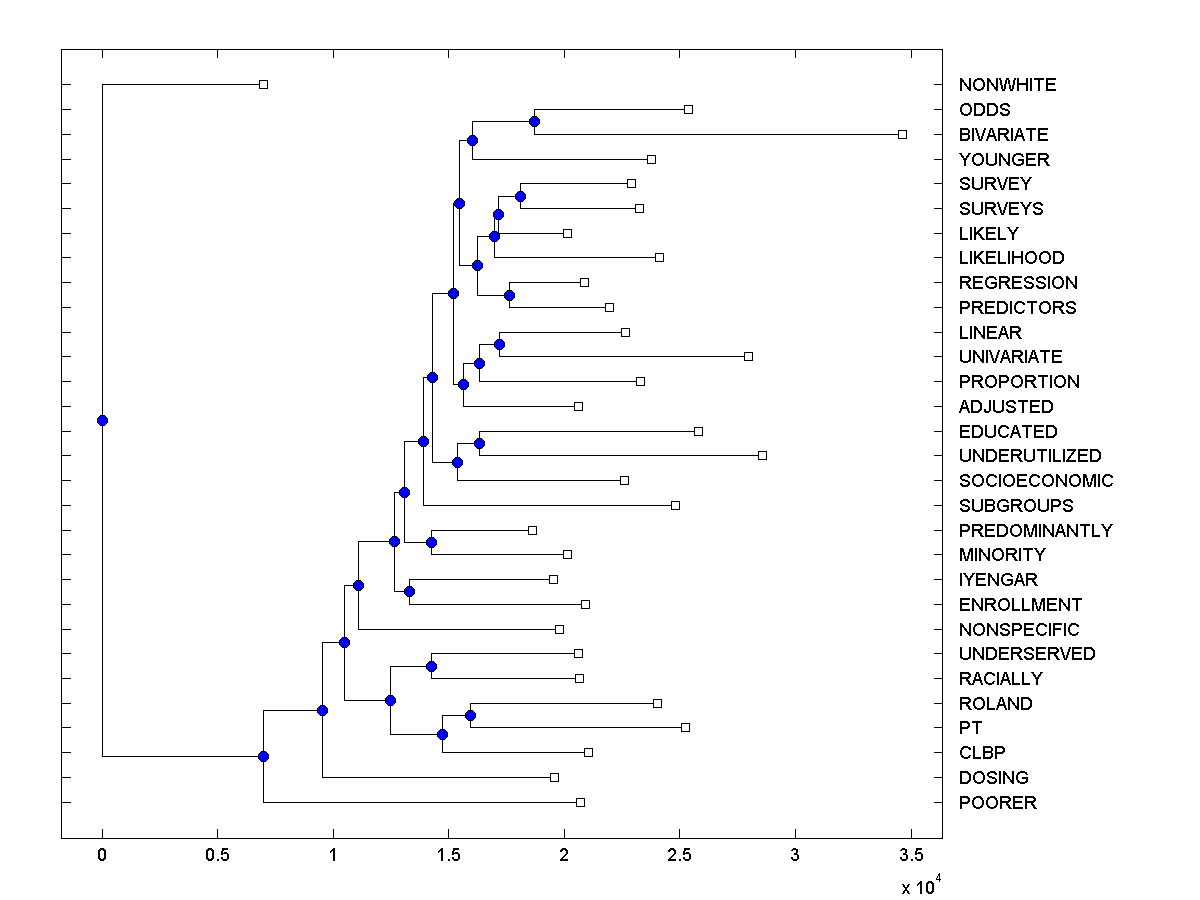 NONWHITE
ODDS
BIVARIATE
YOUNGER
SURVEY
SURVEYS
LIKELY
LIKELIHOOD
REGRESSION
PREDICTORS
LINEAR
UNIVARIATE
PROPORTION
ADJUSTED
EDUCATED
UNDERUTILIZED
SOCIOECONOMIC
SUBGROUPS
PREDOMINANTLY
MINORITY
IYENGAR
ENROLLMENT
NONSPECIFIC
UNDERSERVED
RACIALLY
ROLAND
PT
CLBP
DOSING
POORER
0 0.5 1 1.5 2 2.5 3 3.5
x 10^4